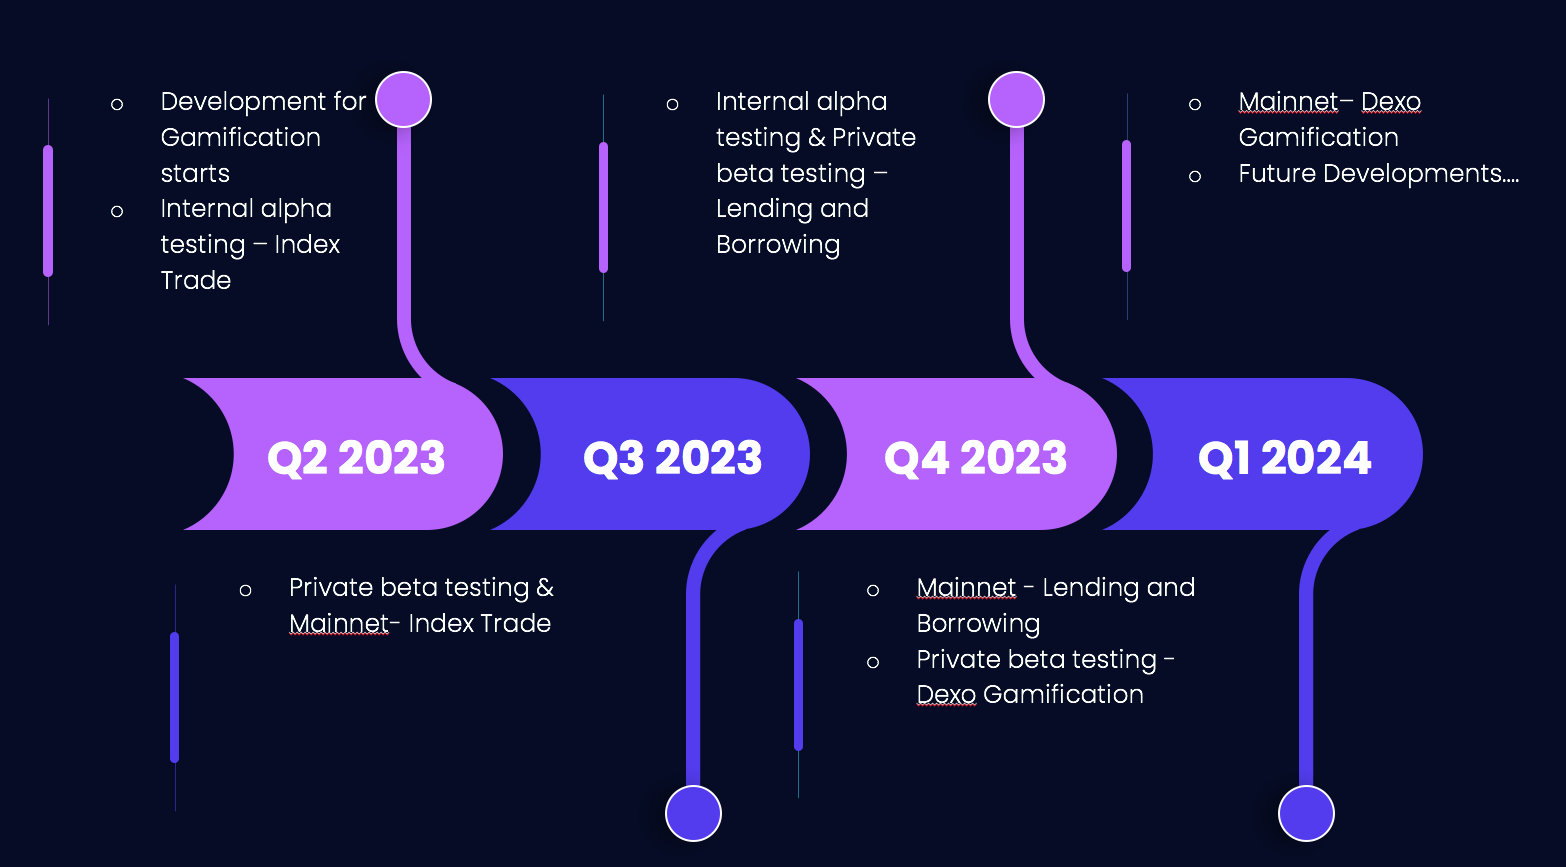 Development for
Gamification
starts
Internal alpha
testing – Index
Trade
Internal alpha
testing & Private
beta testing –
Lending and
Borrowing
Mainnet– Dexo
Gamification
Future Developments....
Q2 2023
Q3 2023
Q4 2023
Q1 2024
Private beta testing &
Mainnet- Index Trade
Mainnet - Lending and
Borrowing
Private beta testing -
Dexo Gamification